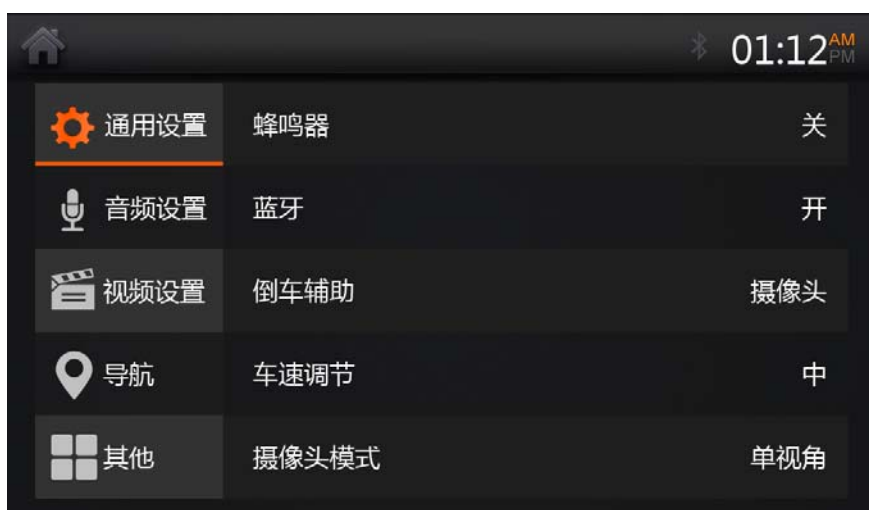 01:12 AM
PM
通用设置 蜂鸣器 关
音频设置 蓝牙 开
视频设置 倒车辅助 摄像头
导航 车速调节 中
其他 摄像头模式 单视角